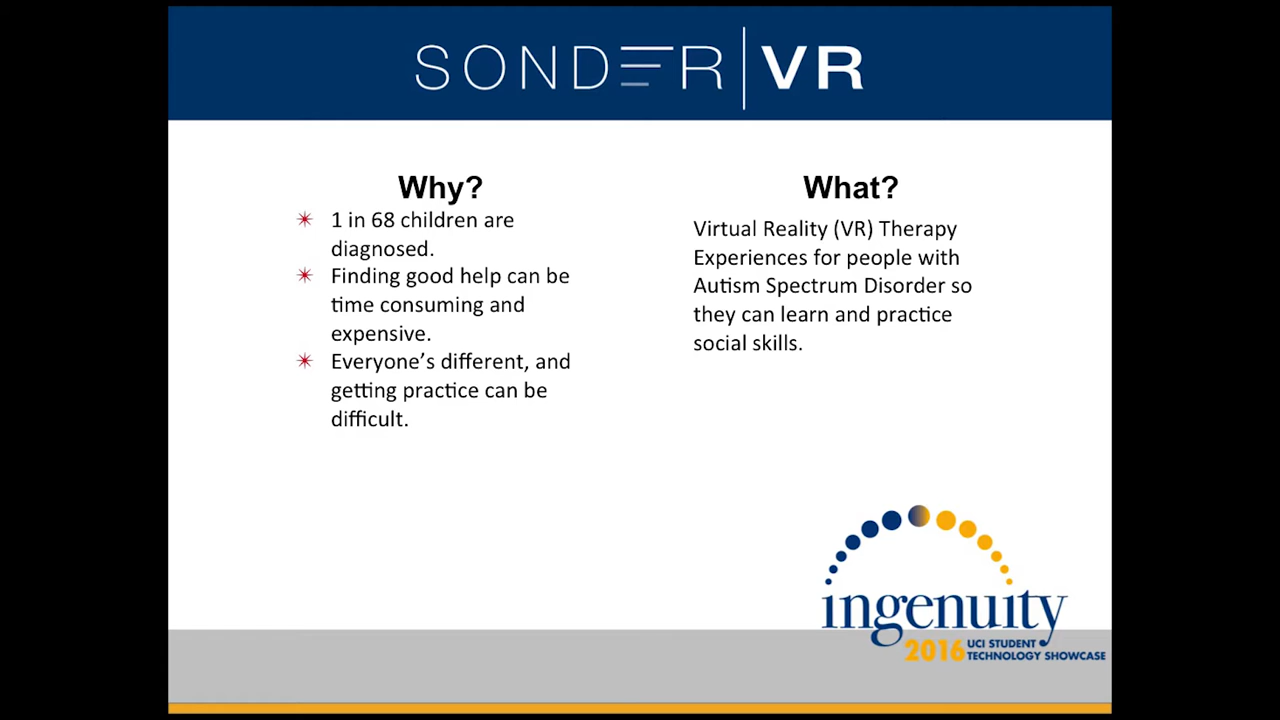 SONDER VR
Why?
1 in 68 children are
diagnosed.
Finding good help can be
time consuming and
expensive.
Everyone's different, and
getting practice can be
difficult.
What?
Virtual Reality (VR) Therapy
Experiences for people with
Autism Spectrum Disorder so
they can learn and practice
social skills.
ingenuity
2016 UCI STUDENT
TECHNOLOGY SHOWCASE